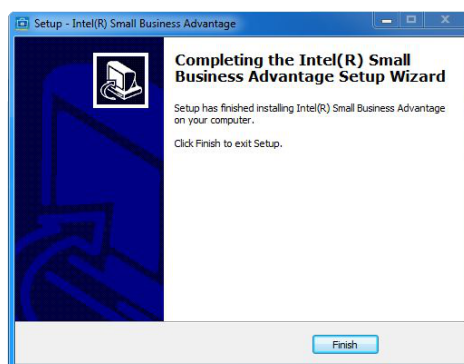 Setup - Intel(R) Small Business Advantage
Completing the Intel(R) Small
Business Advantage Setup Wizard
Setup has finished installing Intel(R) Small Business Advantage
on your computer.
Click Finish to exit Setup.
Finish